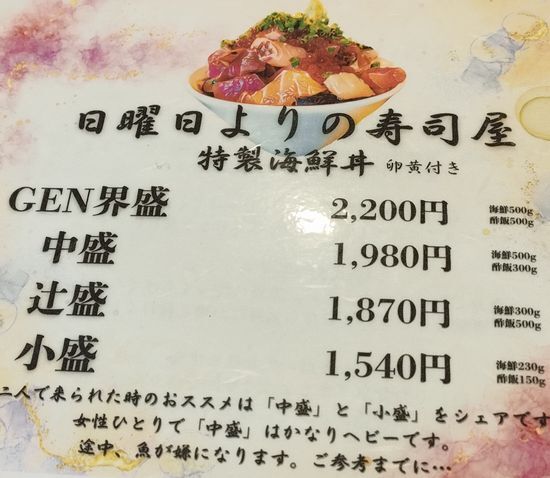 日曜日よりの寿司屋
特製海鮮丼 卵黄付き
GEN界盛 2,200円 海鮮500g 酢飯500g
中盛 1,980円 海鮮500g 酢飯300g
辻盛 1,870円 海鮮300g 酢飯500g
小盛 1,540円 海鮮230g 酢飯150g
二人で来られた時のおススメは「中盛」と「小盛」をシェアです
女性ひとりで「中盛」はかなりヘビーです。
途中、魚が嫌になります。ご参考までに…